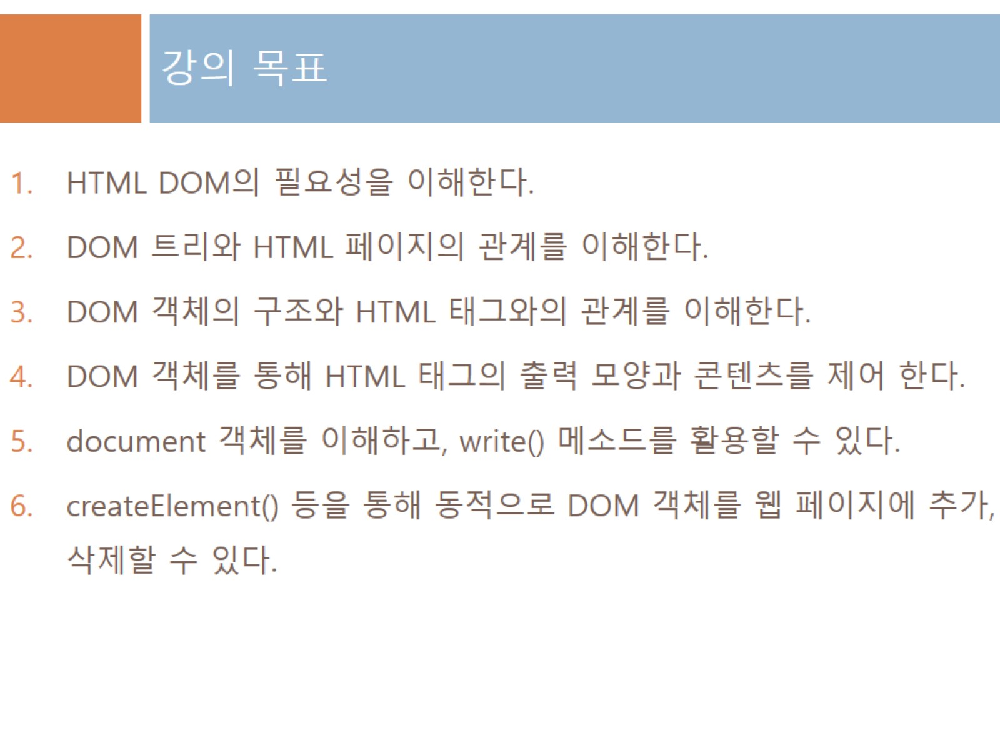 강의 목표
1. HTML DOM의 필요성을 이해한다.
2. DOM 트리와 HTML 페이지의 관계를 이해한다.
3. DOM 객체의 구조와 HTML 태그와의 관계를 이해한다.
4. DOM 객체를 통해 HTML 태그의 출력 모양과 콘텐츠를 제어 한다.
5. document 객체를 이해하고, write() 메소드를 활용할 수 있다.
6. createElement() 등을 통해 동적으로 DOM 객체를 웹 페이지에 추가,
삭제할 수 있다.